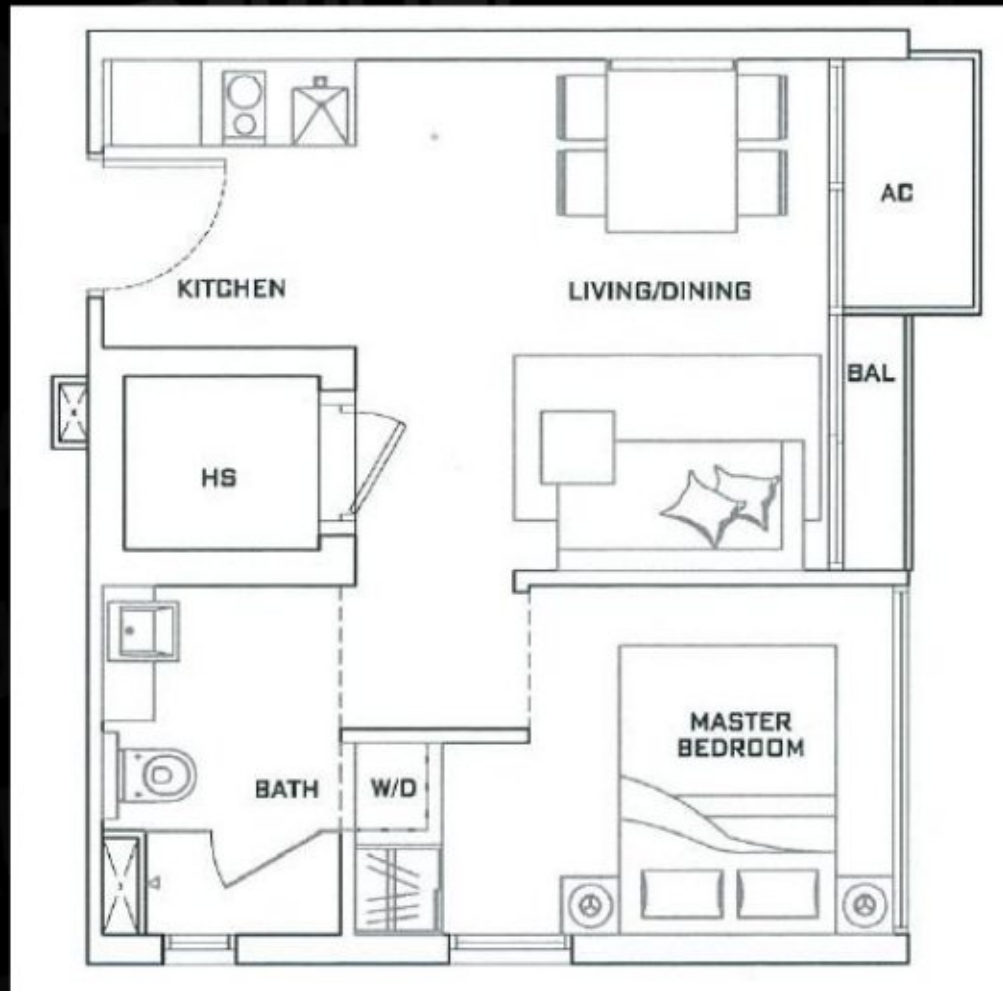 AC
KITCHEN
LIVING/DINING
BAL
HS
MASTER
BEDROOM
BATH
W/D